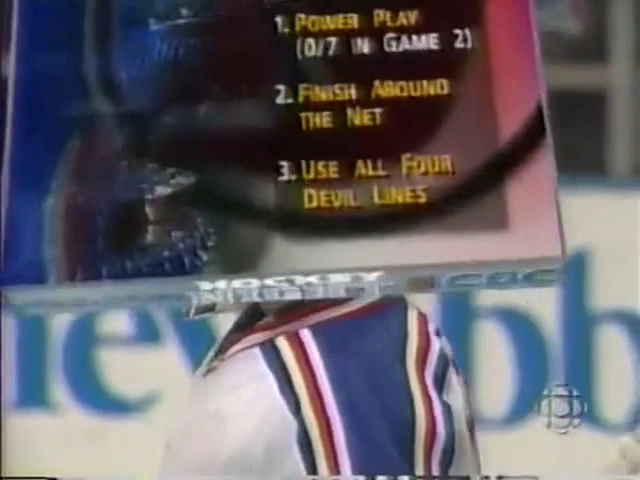 1. POWER PLAY
(0/7 IN GAME 2)
2. FINISH AROUND
THE NET
3. USE ALL FOUR
DEVIL LINES
HOCKEY
NIGHT
CBC